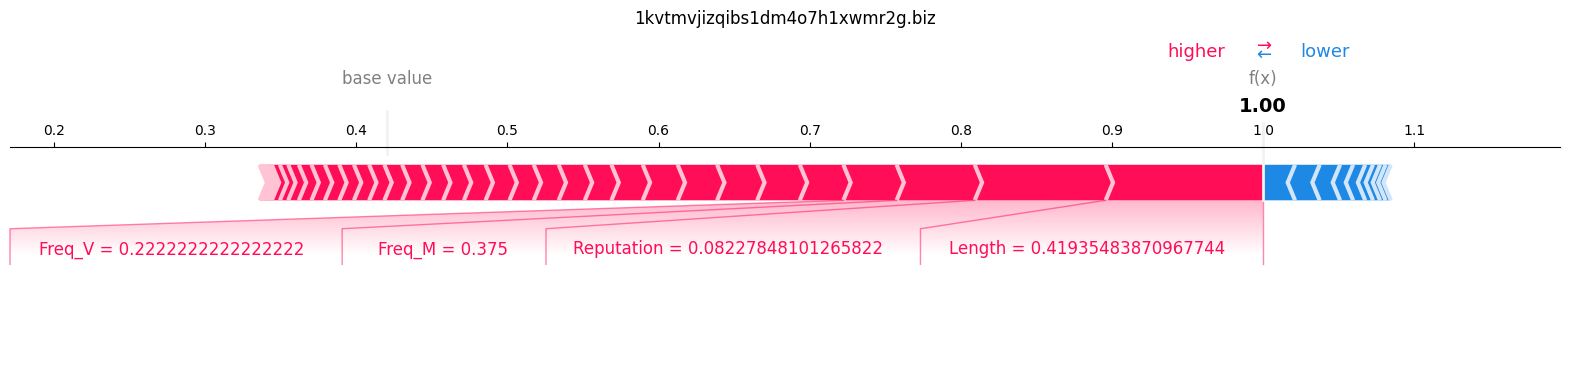 1kvtmvjizqibs1dm4o7h1xwmr2g.biz
higher ⇄ lower
base value f(x)
1.00
0.2 0.3 0.4 0.5 0.6 0.7 0.8 0.9 1.0 1.1
Freq_V = 0.2222222222222222 Freq_M = 0.375 Reputation = 0.08227848101265822 Length = 0.41935483870967744